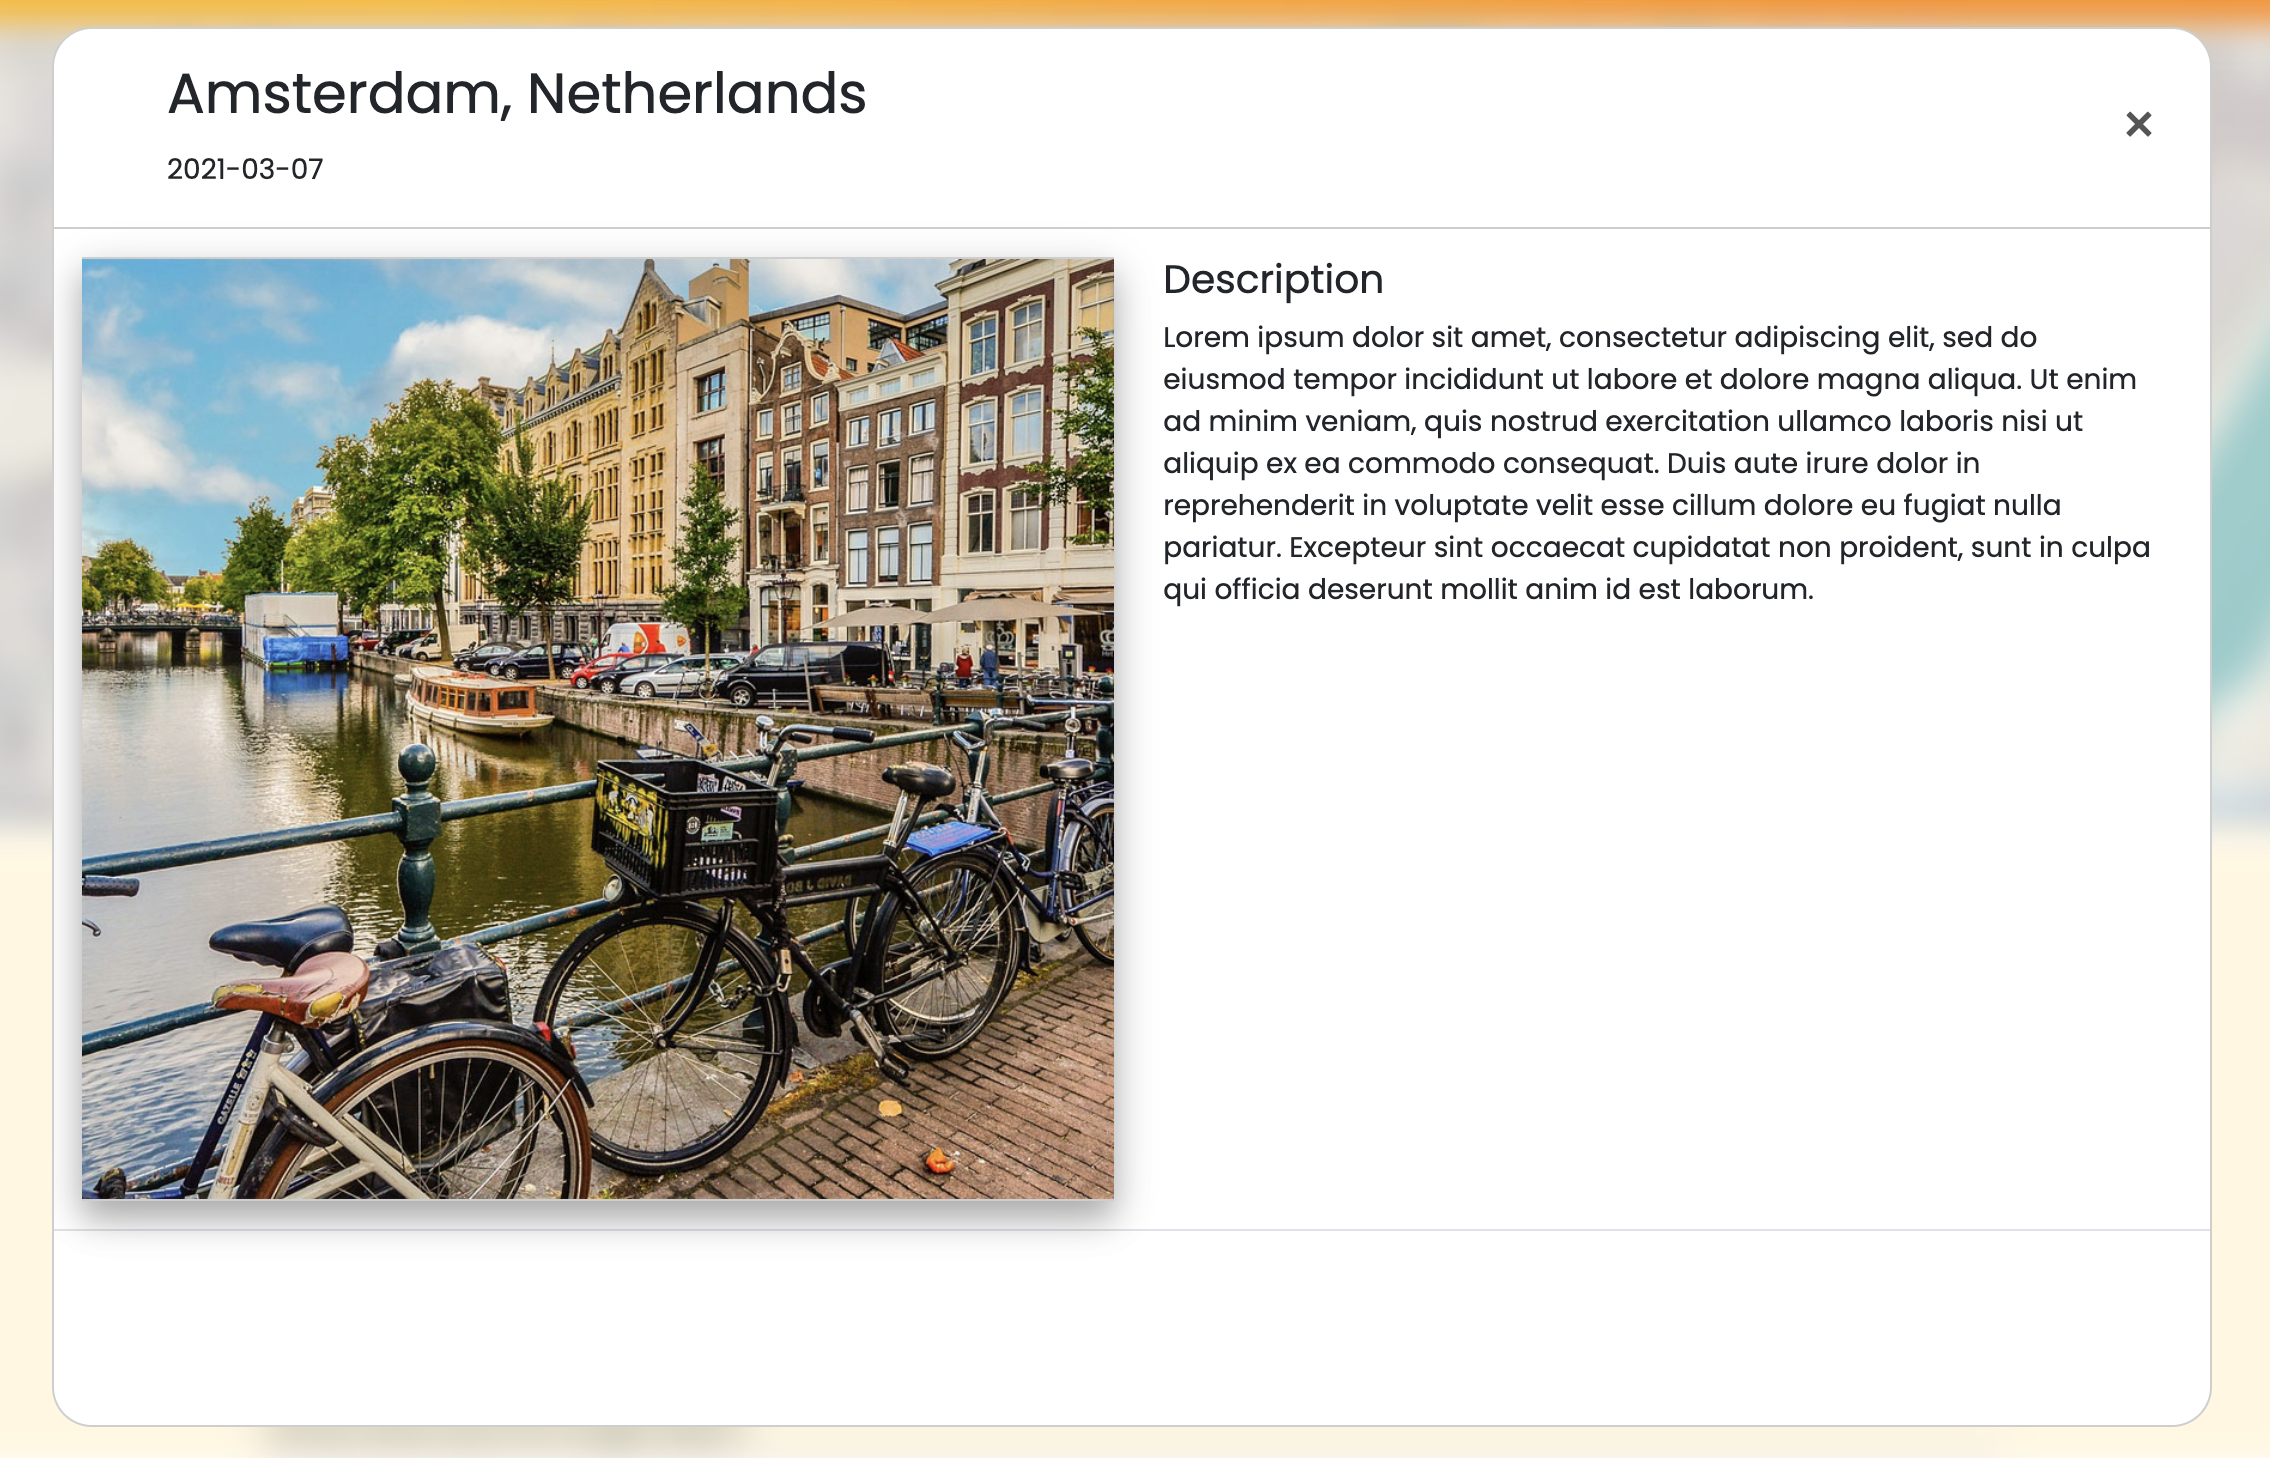 Amsterdam, Netherlands
2021-03-07
Description
Lorem ipsum dolor sit amet, consectetur adipiscing elit, sed do
eiusmod tempor incididunt ut labore et dolore magna aliqua. Ut enim
ad minim veniam, quis nostrud exercitation ullamco laboris nisi ut
aliquip ex ea commodo consequat. Duis aute irure dolor in
reprehenderit in voluptate velit esse cillum dolore eu fugiat nulla
pariatur. Excepteur sint occaecat cupidatat non proident, sunt in culpa
qui officia deserunt mollit anim id est laborum.
GAZELLE